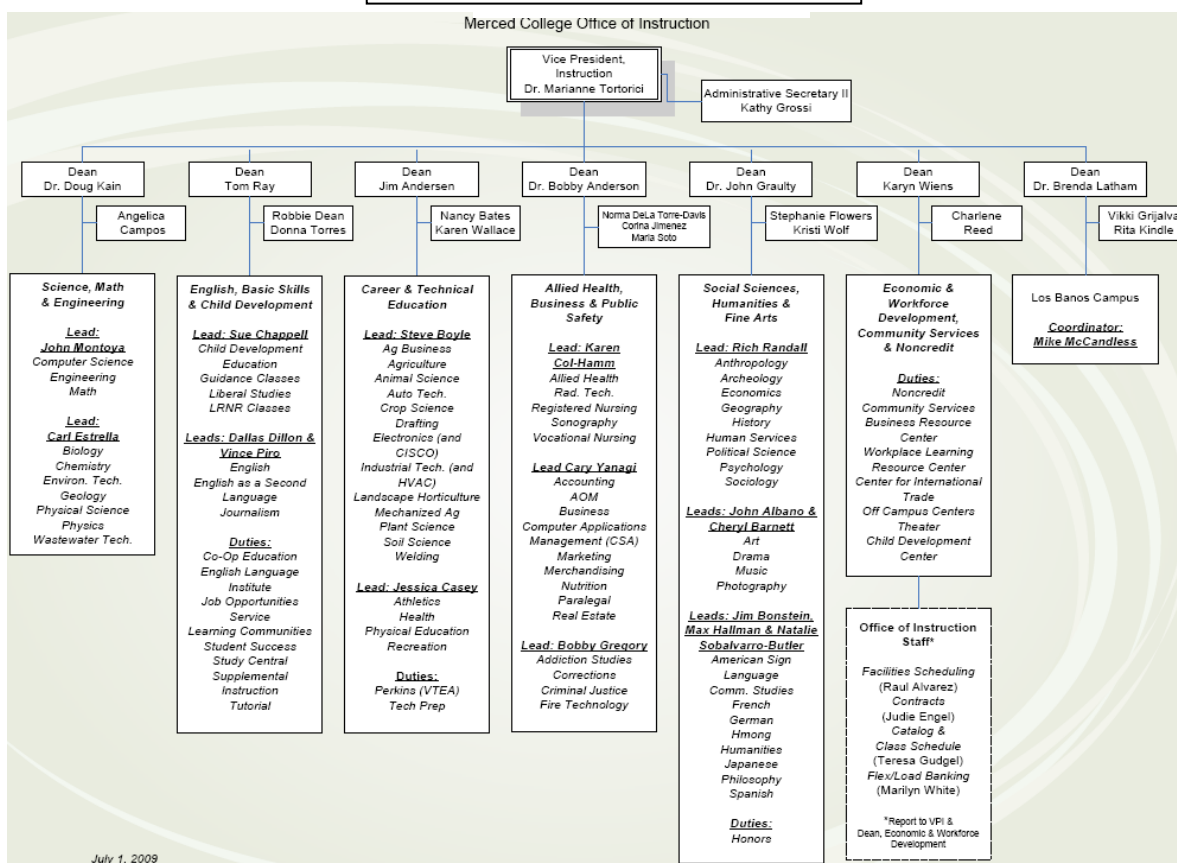 Merced College Office of Instruction
Vice President,
Instruction
Dr. Marianne Tortorici
Administrative Secretary II
Kathy Grossi
Dean
Dr. Doug Kain
Dean
Tom Ray
Dean
Jim Andersen
Dean
Dr. Bobby Anderson
Dean
Dr. John Graulty
Dean
Karyn Wiens
Dean
Dr. Brenda Latham
Angelica
Campos
Robbie Dean
Donna Torres
Nancy Bates
Karen Wallace
Norma DeLa Torre-Davis
Corina Jimenez
Maria Soto
Stephanie Flowers
Kristi Wolf
Charlene
Reed
Vikki Grijalva
Rita Kindle
Science, Math
& Engineering
Lead:
John Montoya
Computer Science
Engineering
Math
Lead:
Carl Estrella
Biology
Chemistry
Environ. Tech.
Geology
Physical Science
Physics
Wastewater Tech.
English, Basic Skills
& Child Development
Lead: Sue Chappell
Child Development
Education
Guidance Classes
Liberal Studies
LRNR Classes
Leads: Dallas Dillon &
Vince Piro
English
English as a Second
Language
Journalism
Duties:
Co-Op Education
English Language
Institute
Job Opportunities
Service
Learning Communities
Student Success
Study Central
Supplemental
Instruction
Tutorial
Career & Technical
Education
Lead: Steve Boyle
Ag Business
Agriculture
Animal Science
Auto Tech.
Crop Science
Drafting
Electronics (and
CISCO)
Industrial Tech. (and
HVAC)
Landscape Horticulture
Mechanized Ag
Plant Science
Soil Science
Welding
Lead: Jessica Casey
Athletics
Health
Physical Education
Recreation
Duties:
Perkins (VTEA)
Tech Prep
Allied Health,
Business & Public
Safety
Lead: Karen
Col-Hamm
Allied Health
Rad. Tech.
Registered Nursing
Sonography
Vocational Nursing
Lead Cary Yanagi
Accounting
AOM
Business
Computer Applications
Management (CSA)
Marketing
Merchandising
Nutrition
Paralegal
Real Estate
Lead: Bobby Gregory
Addiction Studies
Corrections
Criminal Justice
Fire Technology
Social Sciences,
Humanities &
Fine Arts
Lead: Rich Randall
Anthropology
Archeology
Economics
Geography
History
Human Services
Political Science
Psychology
Sociology
Leads: John Albano &
Cheryl Barnett
Art
Drama
Music
Photography
Leads: Jim Bonstein,
Max Hallman & Natalie
Sobalvarro-Butler
American Sign
Language
Comm. Studies
French
German
Hmong
Humanities
Japanese
Philosophy
Spanish
Duties:
Honors
Economic &
Workforce
Development,
Community Services
& Noncredit
Duties:
Noncredit
Community Services
Business Resource
Center
Workplace Learning
Resource Center
Center for International
Trade
Off Campus Centers
Theater
Child Development
Center
Office of Instruction
Staff*
Facilities Scheduling
(Raul Alvarez)
Contracts
(Judie Engel)
Catalog &
Class Schedule
(Teresa Gudgel)
Flex/Load Banking
(Marilyn White)
*Report to VPI &
Dean, Economic & Workforce
Development
Los Banos Campus
Coordinator:
Mike McCandless
July 1, 2009